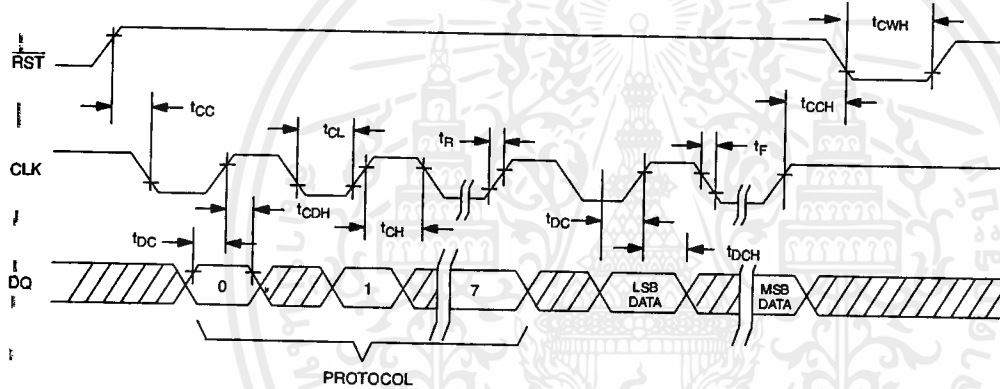 RST
tCWH
tCC
tCL
tR
tCCH
tF
CLK
tCDH
tCH
tDC
tDC
tDCH
DQ
0
1
7
LSB DATA
MSB DATA
PROTOCOL